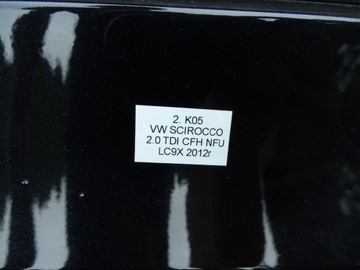 2. K05
VW SCIROCCO
2.0 TDI CFH NFU
LC9X 2012r